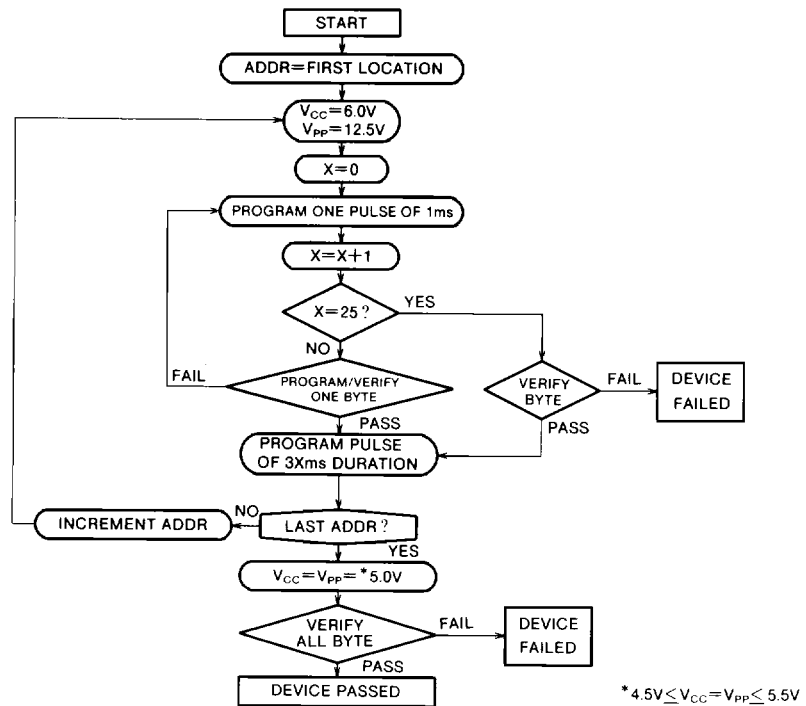 START
ADDR=FIRST LOCATION
VCC=6.0V
VPP=12.5V
X=0
PROGRAM ONE PULSE OF 1ms
X=X+1
X=25?
YES
NO
FAIL
PROGRAM/VERIFY
ONE BYTE
PASS
VERIFY
BYTE
FAIL
PASS
DEVICE
FAILED
PROGRAM PULSE
OF 3Xms DURATION
INCREMENT ADDR
NO
LAST ADDR?
YES
VCC=VPP=*5.0V
VERIFY
ALL BYTE
FAIL
DEVICE
FAILED
PASS
DEVICE PASSED
*4.5V≤VCC=VPP≤5.5V